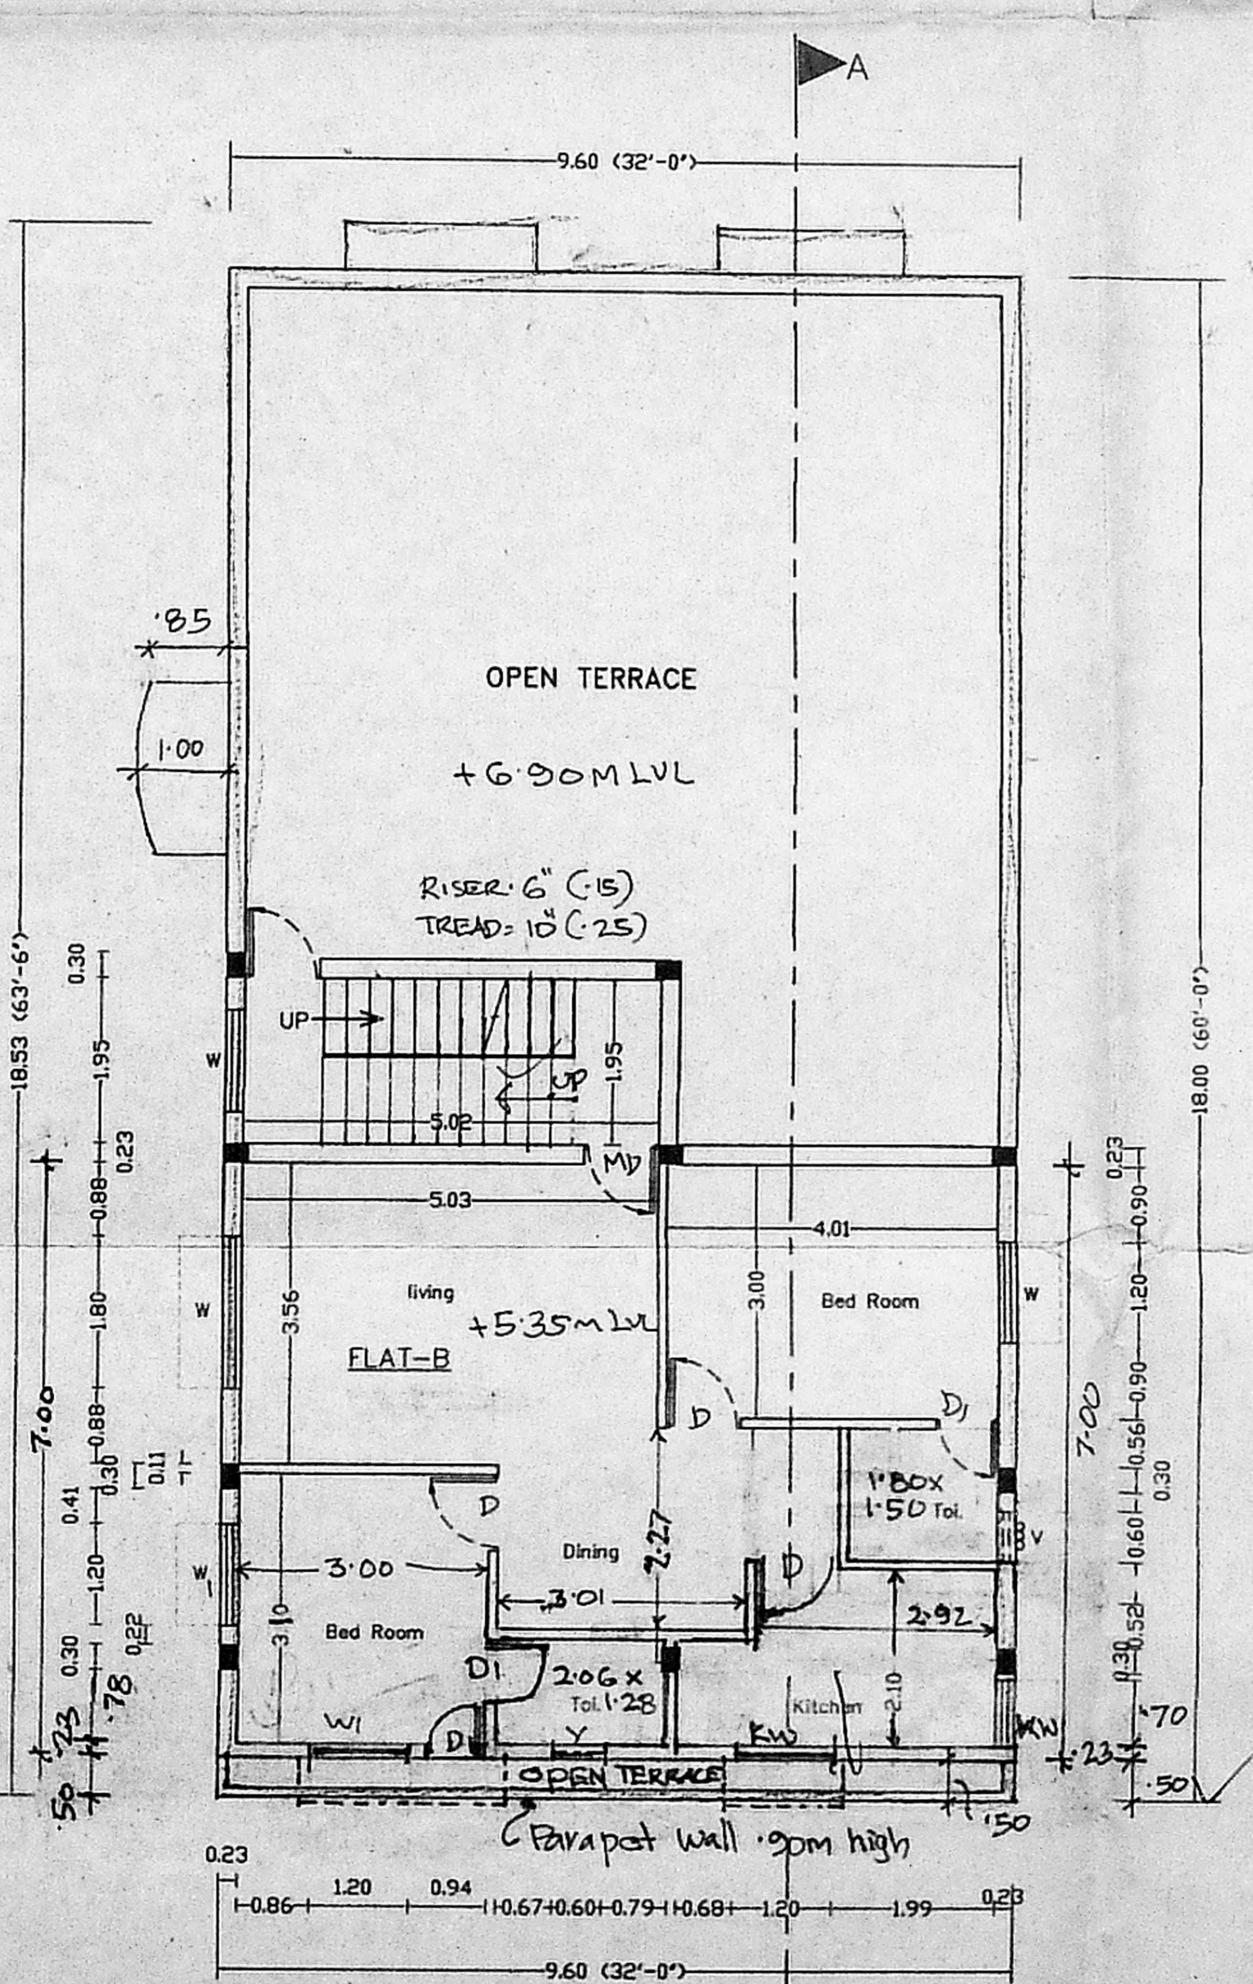 A
9.60 (32'-0")
·85
OPEN TERRACE
1·00
+6·90M LVL
RISER· 6" (·15)
TREAD= 10" (·25)
18.53 (63'-6")
18.00 (60'-0")
0.30
UP
W
1.95
1.95
UP
5.02
0.23
MD
0.23
5.03
0.88
0.90
4.01
living
3.56
3.00
Bed Room
W
W
1.80
1.20
+5·35m LVL
FLAT-B
7·00
7·00
D
D1
0.88
0.90
0.30
0.11
0.56
0.30
1·80x
1·50 Toi.
0.41
D
2·27
0.60
V
Dining
D
W1
1.20
3·00
3·01
2·92
0.52
3·10
Bed Room
0.30
0.22
0.30
D1
2·06 x
Toi. 1·28
Kitchen
2.10
·78
·70
W1
D
V
KW
KW
·23
·23
OPEN TERRACE
·50
·50
·50
Parapet wall ·90m high
0.23
0.86
1.20
0.94
0.67
0.60
0.79
0.68
1.20
1.99
0.23
9.60 (32'-0")